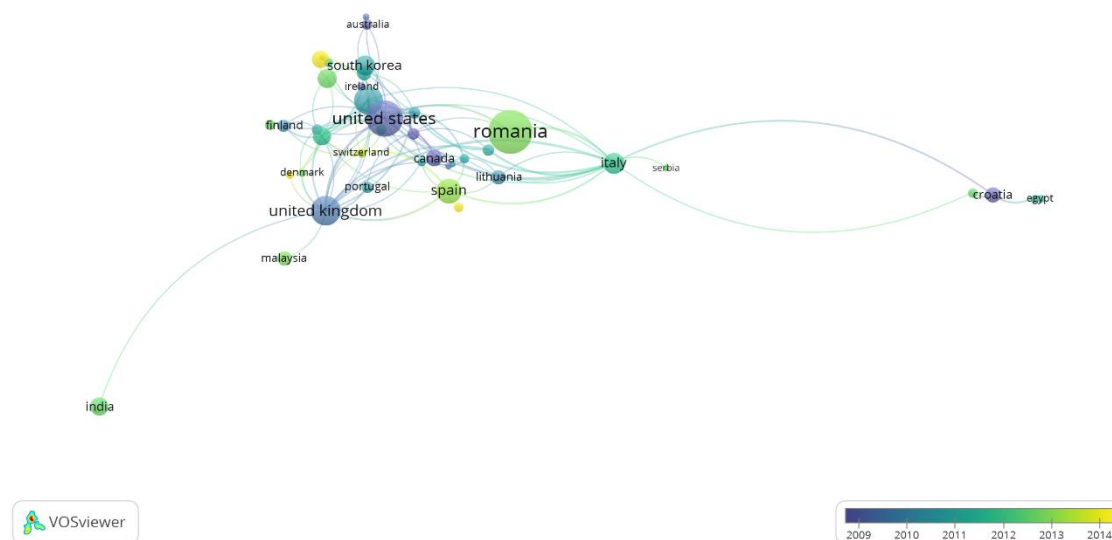 australia
south korea
ireland
united states
finland
romania
switzerland
canada
italy
serbia
denmark
lithuania
portugal
spain
croatia
egypt
united kingdom
malaysia
india
VOSviewer
2009 2010 2011 2012 2013 2014